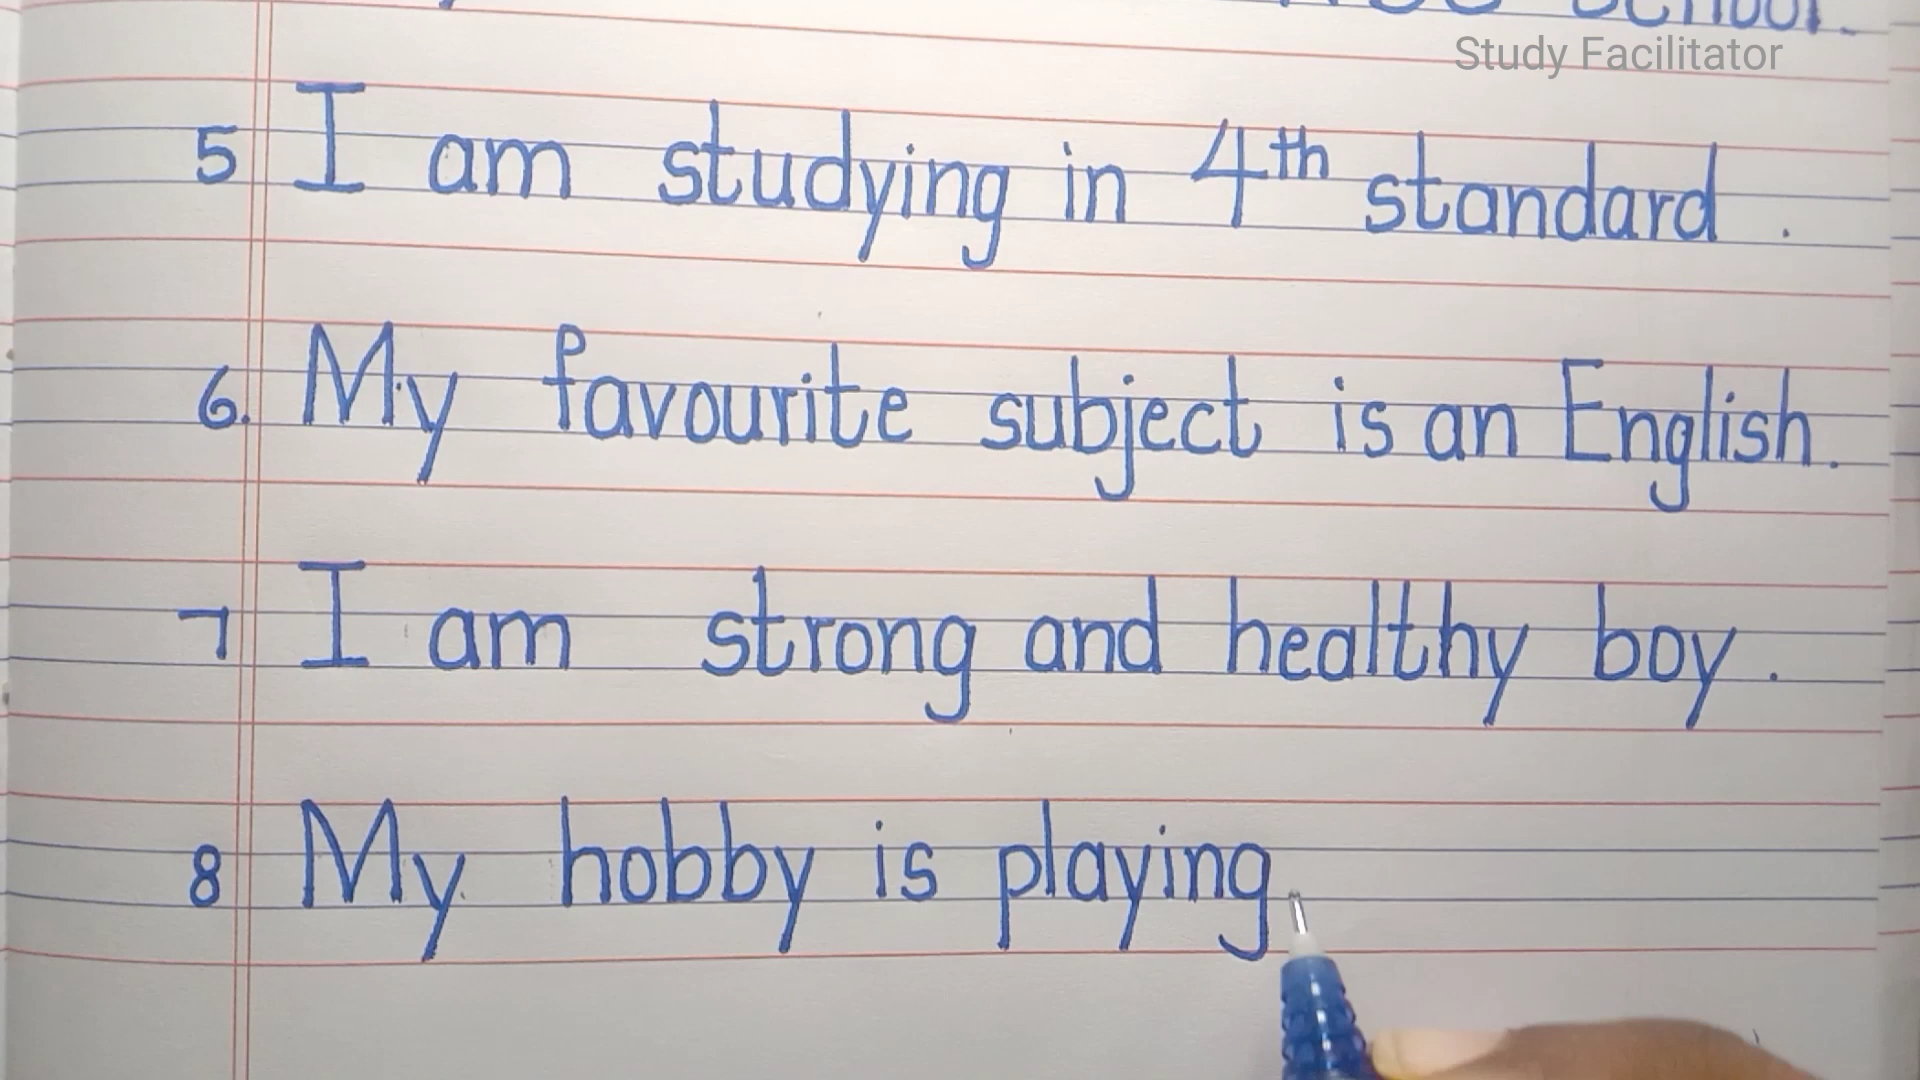 School.
Study Facilitator
5 I am studying in 4th standard .
6. My favourite subject is an English.
7 I am strong and healthy boy .
8 My hobby is playing